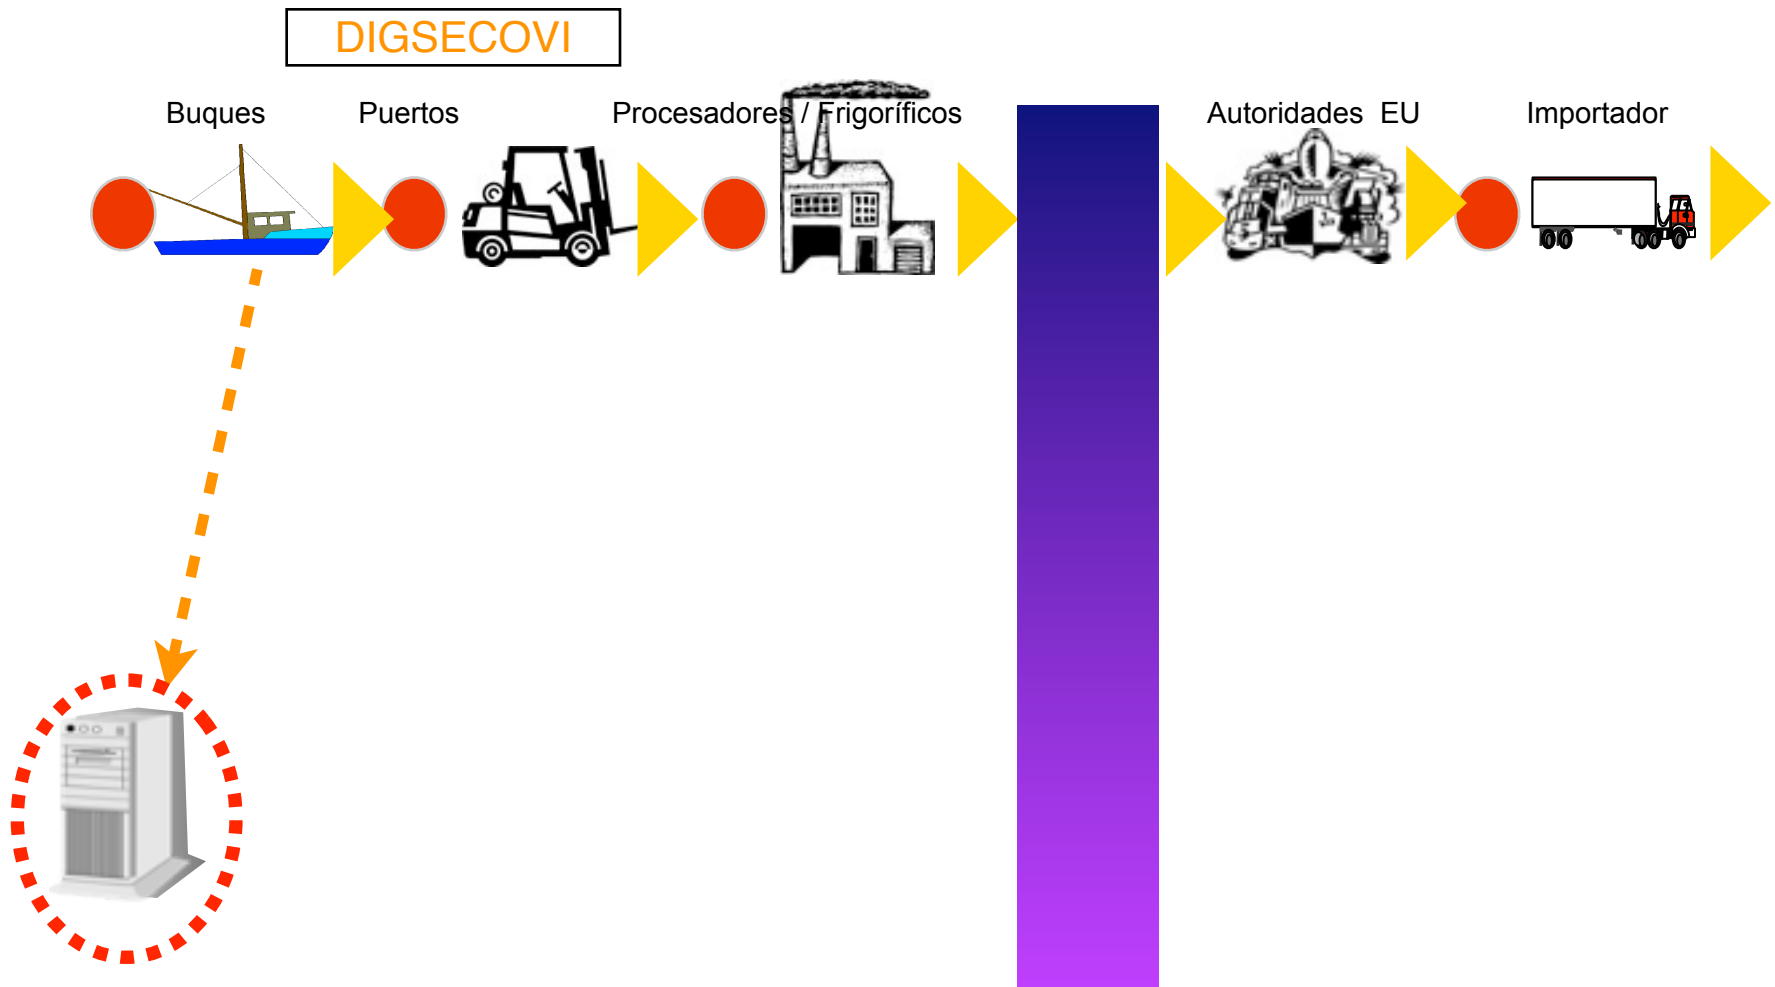 DIGSECOVI
Buques
Puertos
Procesadores / Frigoríficos
Autoridades EU
Importador